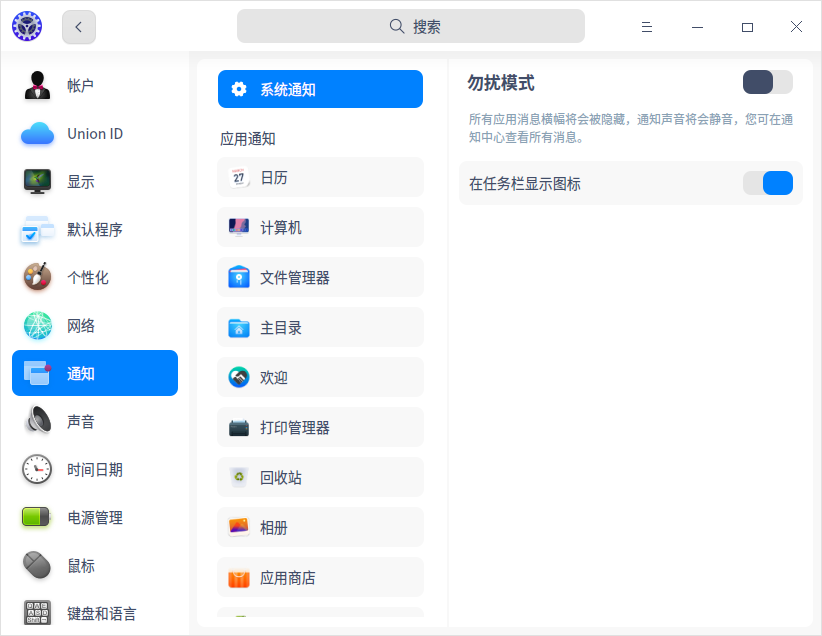 搜索
帐户
Union ID
显示
默认程序
个性化
网络
通知
声音
时间日期
电源管理
鼠标
键盘和语言
系统通知
应用通知
27
日历
计算机
文件管理器
主目录
欢迎
打印管理器
回收站
相册
应用商店
勿扰模式
所有应用消息横幅将会被隐藏，通知声音将会静音，您可在通
知中心查看所有消息。
在任务栏显示图标